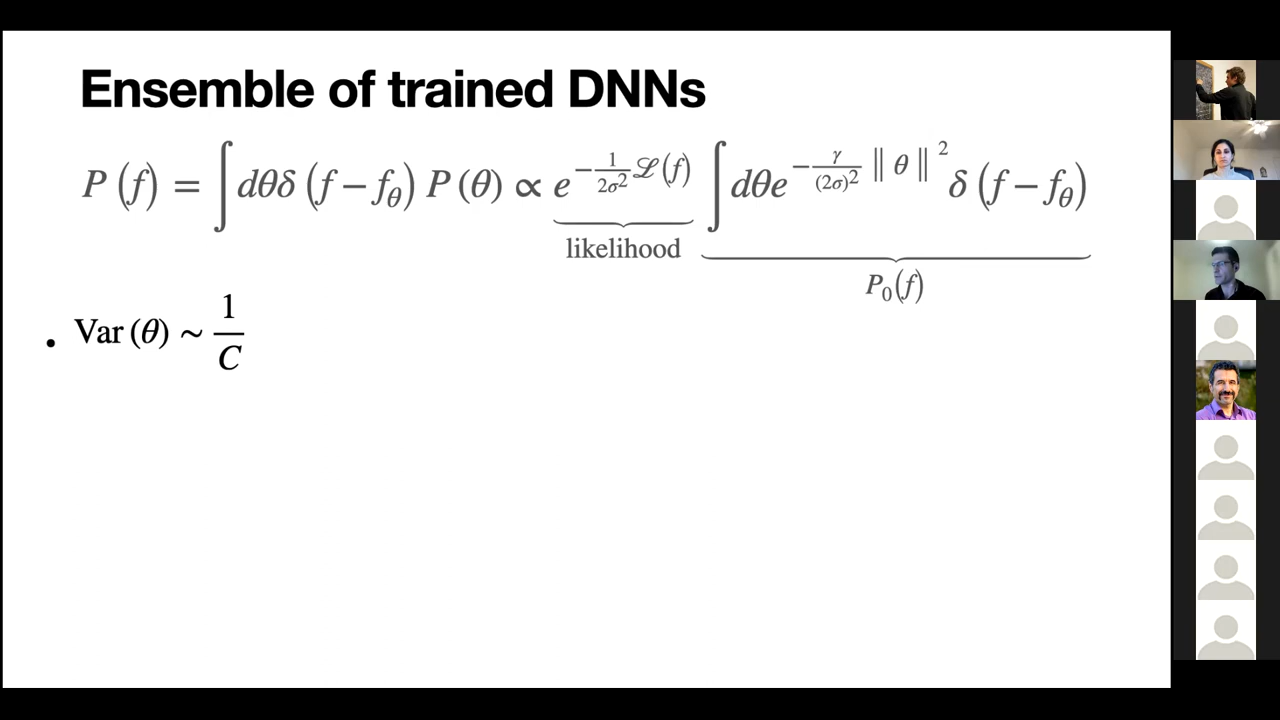 Ensemble of trained DNNs
P(f) = ∫dθδ(f−f_θ) P(θ) ∝ e^{−\frac{1}{2σ^2}ℒ(f)} ∫dθe^{−\frac{γ}{(2σ)^2}‖θ‖^2} δ(f−f_θ)
likelihood
P_0(f)
• Var(θ) ∼ \frac{1}{C}